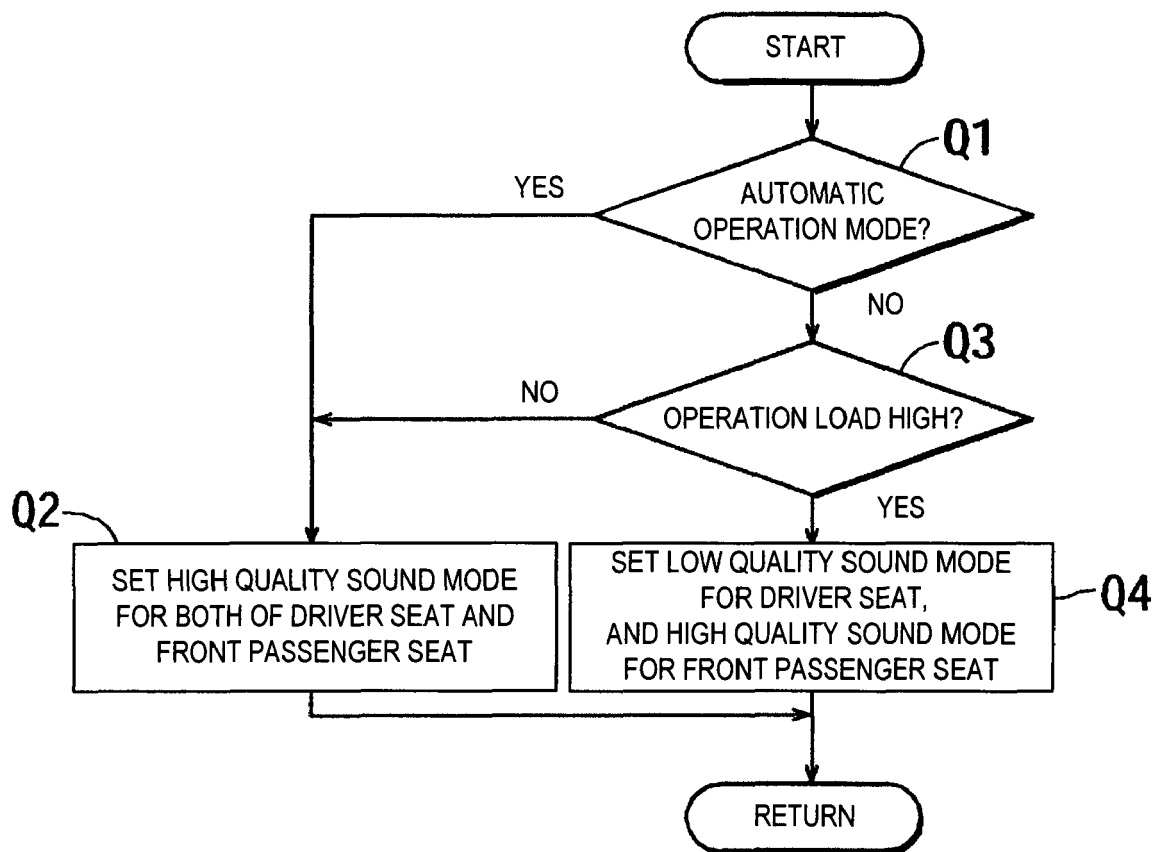 START
Q1
YES
AUTOMATIC
OPERATION MODE?
NO
Q3
NO
OPERATION LOAD HIGH?
YES
Q2
SET HIGH QUALITY SOUND MODE
FOR BOTH OF DRIVER SEAT AND
FRONT PASSENGER SEAT
SET LOW QUALITY SOUND MODE
FOR DRIVER SEAT,
AND HIGH QUALITY SOUND MODE
FOR FRONT PASSENGER SEAT
Q4
RETURN